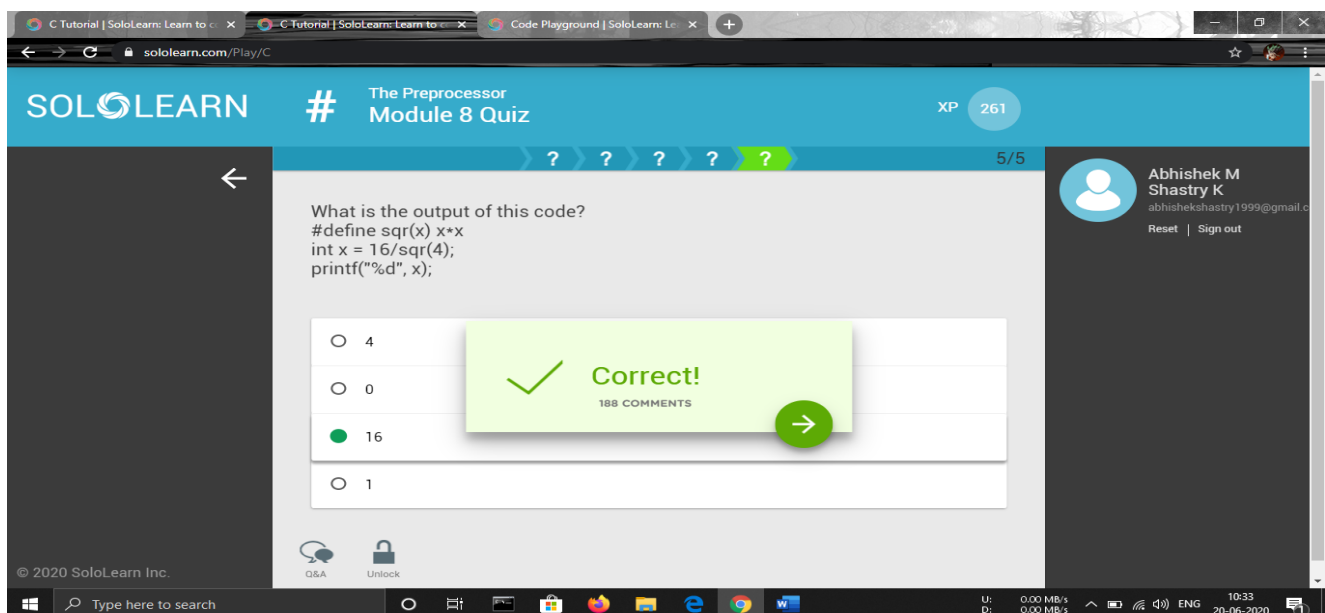 C Tutorial | SoloLearn: Learn to c
C Tutorial | SoloLearn: Learn to c
Code Playground | SoloLearn: Le
sololearn.com/Play/C
SOLOLEARN
#
The Preprocessor
Module 8 Quiz
XP 261
? ? ? ? ?
5/5
Abhishek M
Shastry K
abhishekshastry1999@gmail.c
Reset | Sign out
What is the output of this code?
#define sqr(x) x*x
int x = 16/sqr(4);
printf("%d", x);
4
0
16
1
Correct!
188 COMMENTS
Q&A
Unlock
© 2020 SoloLearn Inc.
Type here to search
U: 0.00 MB/s
D: 0.00 MB/s
ENG
10:33
20-06-2020